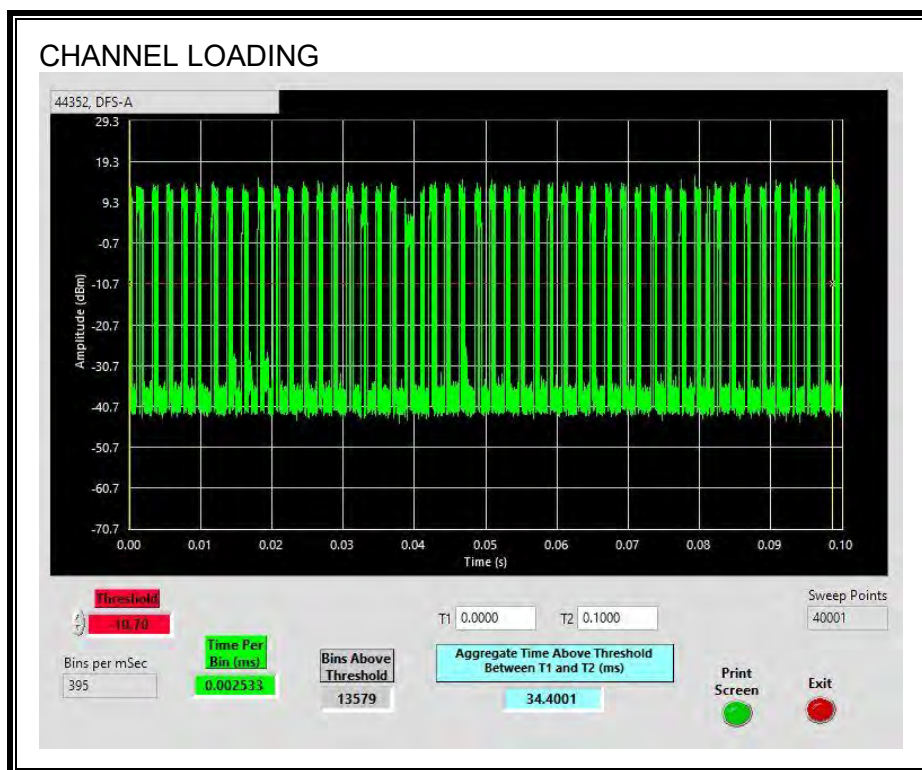 CHANNEL LOADING
44352, DFS-A
29.3
19.3
9.3
-0.7
-10.7
-20.7
-30.7
-40.7
-50.7
-60.7
-70.7
Amplitude (dBm)
0.00 0.01 0.02 0.03 0.04 0.05 0.06 0.07 0.08 0.09 0.10
Time (s)
Threshold
-10.70
Bins per mSec
395
Time Per
Bin (ms)
0.002533
Bins Above
Threshold
13579
T1 0.0000 T2 0.1000
Aggregate Time Above Threshold
Between T1 and T2 (ms)
34.4001
Sweep Points
40001
Print
Screen
Exit